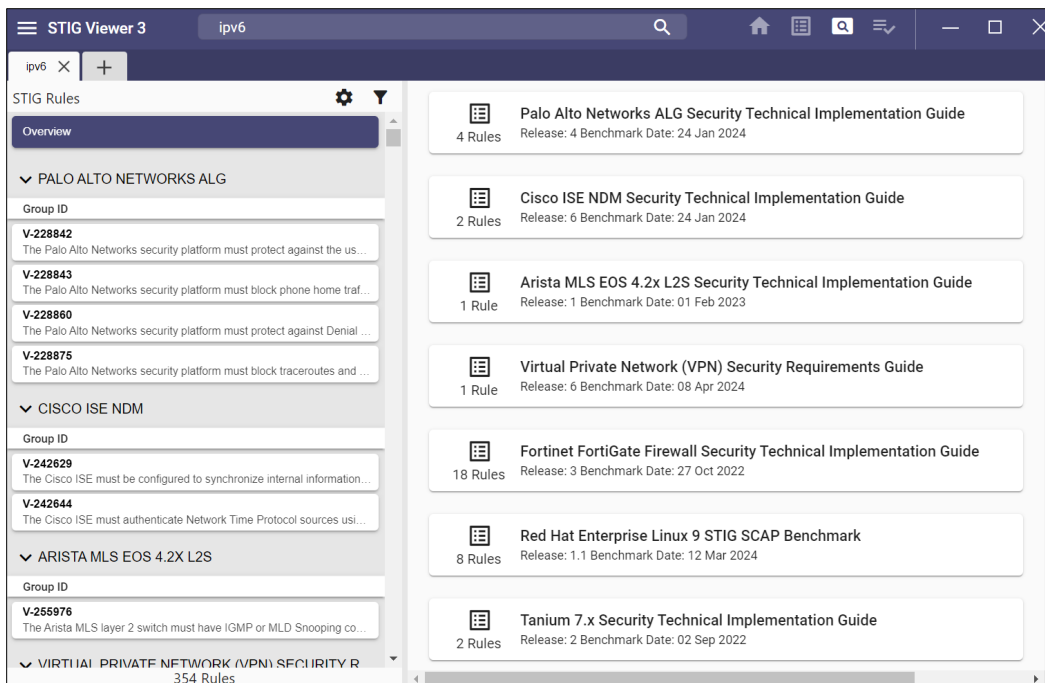 STIG Viewer 3
ipv6
ipv6
STIG Rules
Overview
PALO ALTO NETWORKS ALG
Group ID
V-228842
The Palo Alto Networks security platform must protect against the us...
V-228843
The Palo Alto Networks security platform must block phone home traf...
V-228860
The Palo Alto Networks security platform must protect against Denial ...
V-228875
The Palo Alto Networks security platform must block traceroutes and ...
CISCO ISE NDM
Group ID
V-242629
The Cisco ISE must be configured to synchronize internal information...
V-242644
The Cisco ISE must authenticate Network Time Protocol sources usi...
ARISTA MLS EOS 4.2X L2S
Group ID
V-255976
The Arista MLS layer 2 switch must have IGMP or MLD Snooping co...
VIRTUAL PRIVATE NETWORK (VPN) SECURITY R
354 Rules
Palo Alto Networks ALG Security Technical Implementation Guide
4 Rules
Release: 4 Benchmark Date: 24 Jan 2024
Cisco ISE NDM Security Technical Implementation Guide
2 Rules
Release: 6 Benchmark Date: 24 Jan 2024
Arista MLS EOS 4.2x L2S Security Technical Implementation Guide
1 Rule
Release: 1 Benchmark Date: 01 Feb 2023
Virtual Private Network (VPN) Security Requirements Guide
1 Rule
Release: 6 Benchmark Date: 08 Apr 2024
Fortinet FortiGate Firewall Security Technical Implementation Guide
18 Rules
Release: 3 Benchmark Date: 27 Oct 2022
Red Hat Enterprise Linux 9 STIG SCAP Benchmark
8 Rules
Release: 1.1 Benchmark Date: 12 Mar 2024
Tanium 7.x Security Technical Implementation Guide
2 Rules
Release: 2 Benchmark Date: 02 Sep 2022